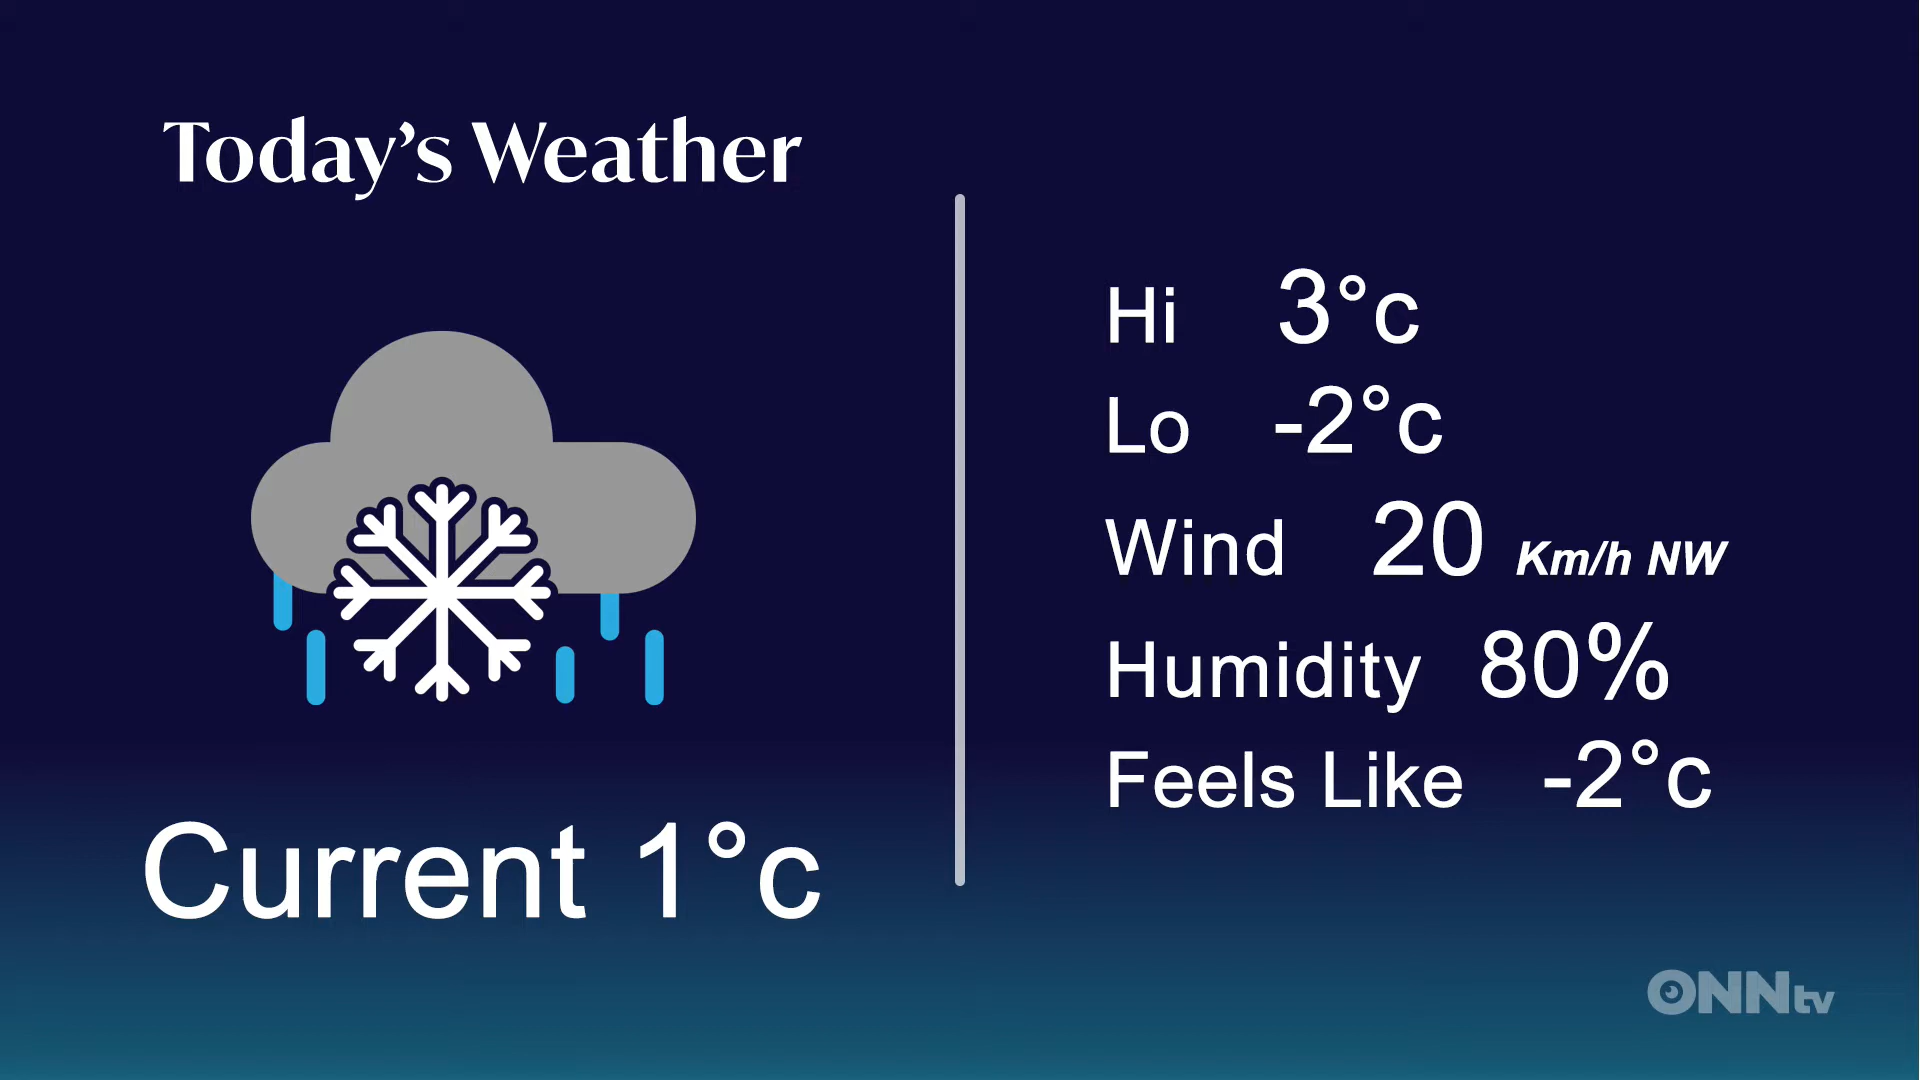 Today’s Weather
Current 1°c
Hi 3°c
Lo -2°c
Wind 20 Km/h NW
Humidity 80%
Feels Like -2°c
ONNtv